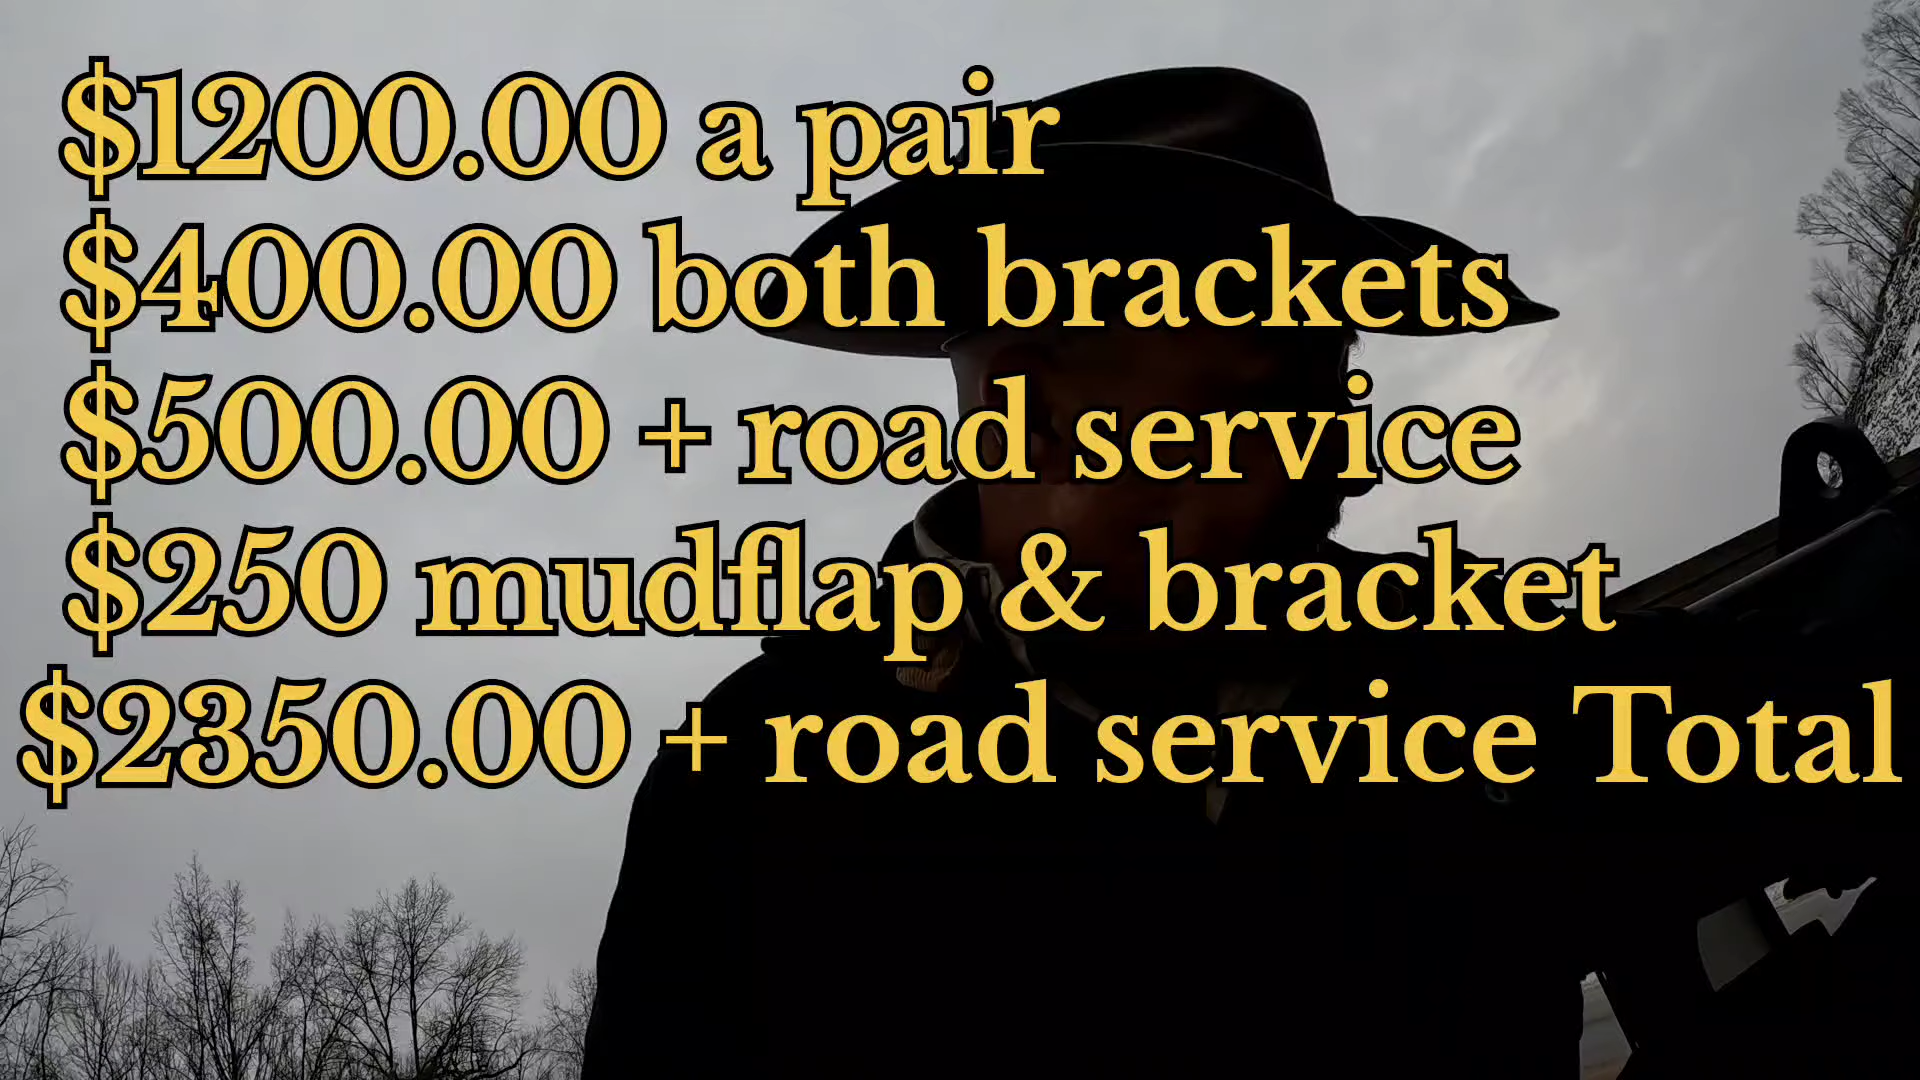 $1200.00 a pair
$400.00 both brackets
$500.00 + road service
$250 mudflap & bracket
$2350.00 + road service Total